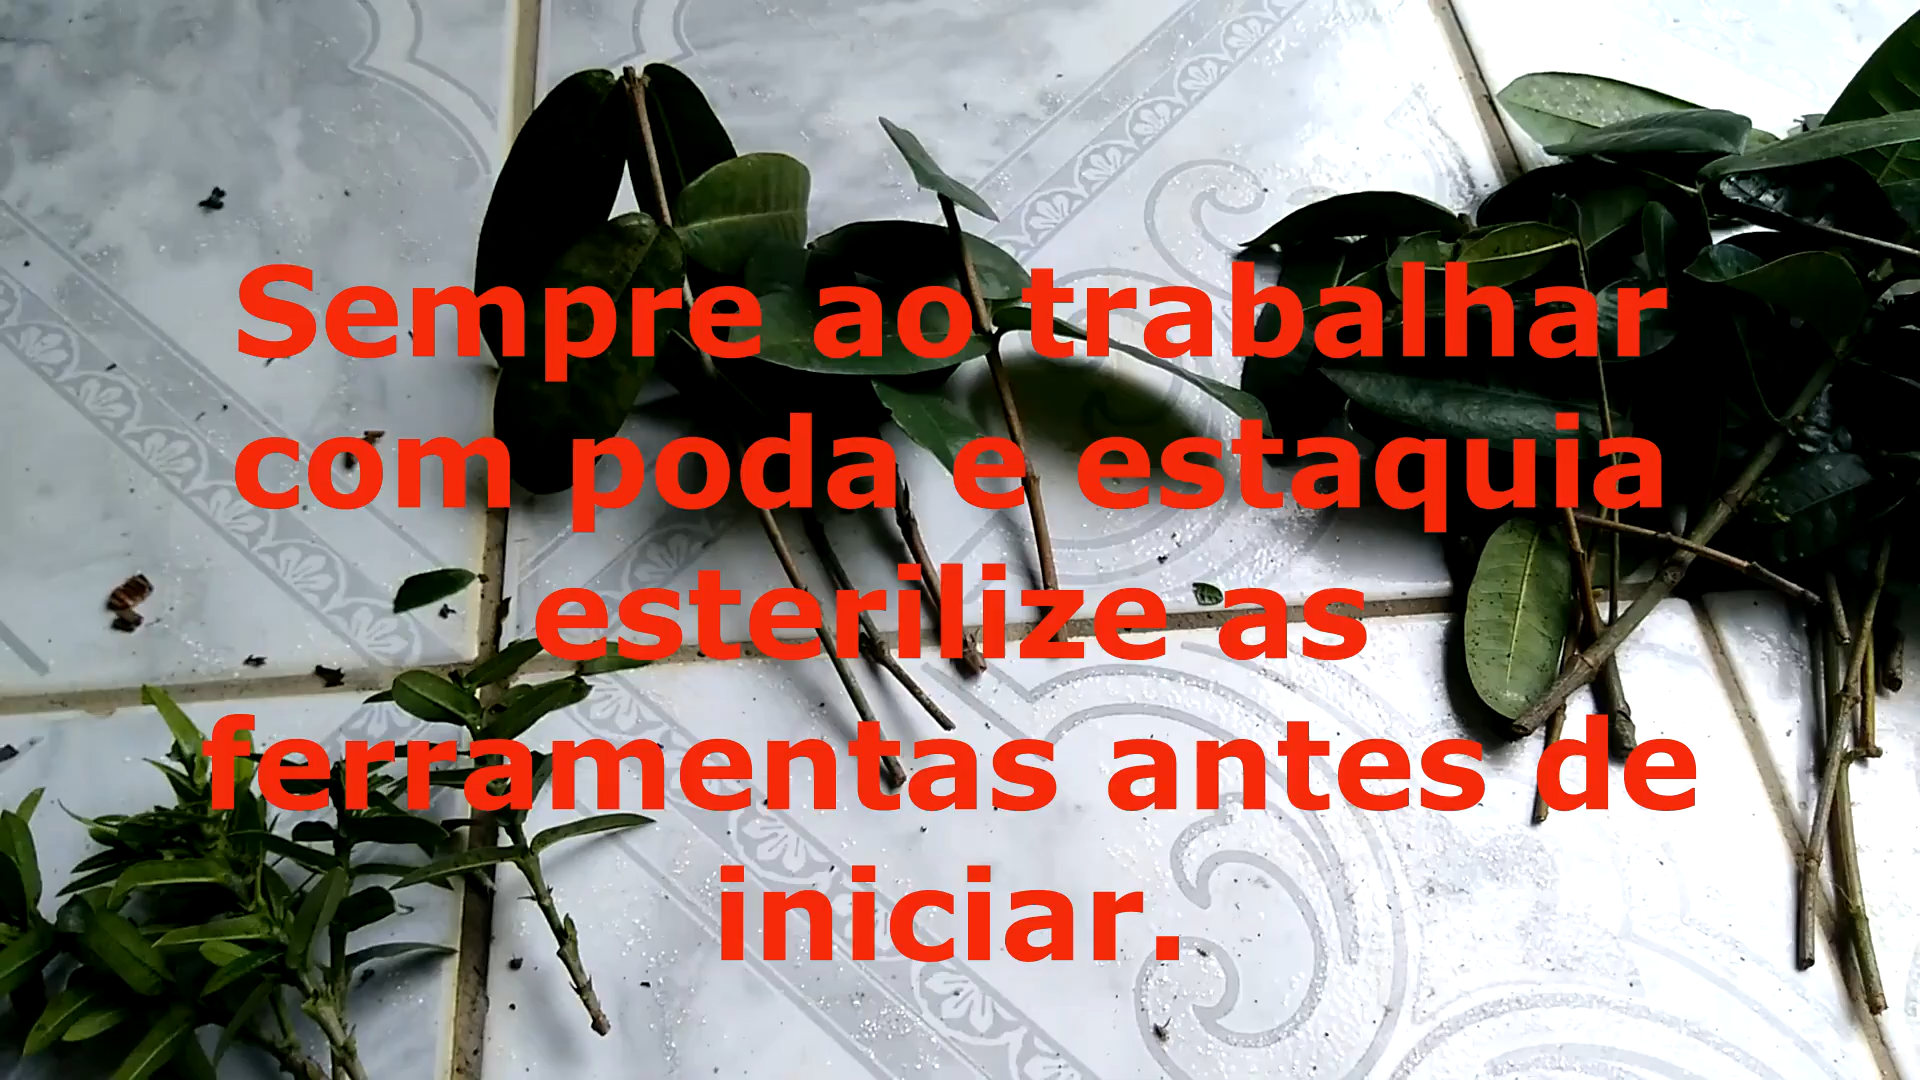 Sempre ao trabalhar
com poda e estaquia
esterilize as
ferramentas antes de
iniciar.